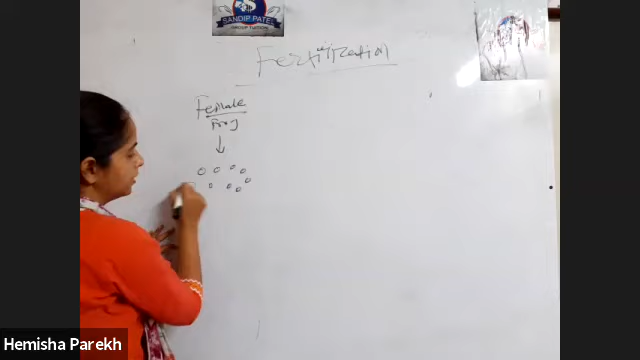 SANDIP PATEL
Fertilization
Female
Frog
Hemisha Parekh